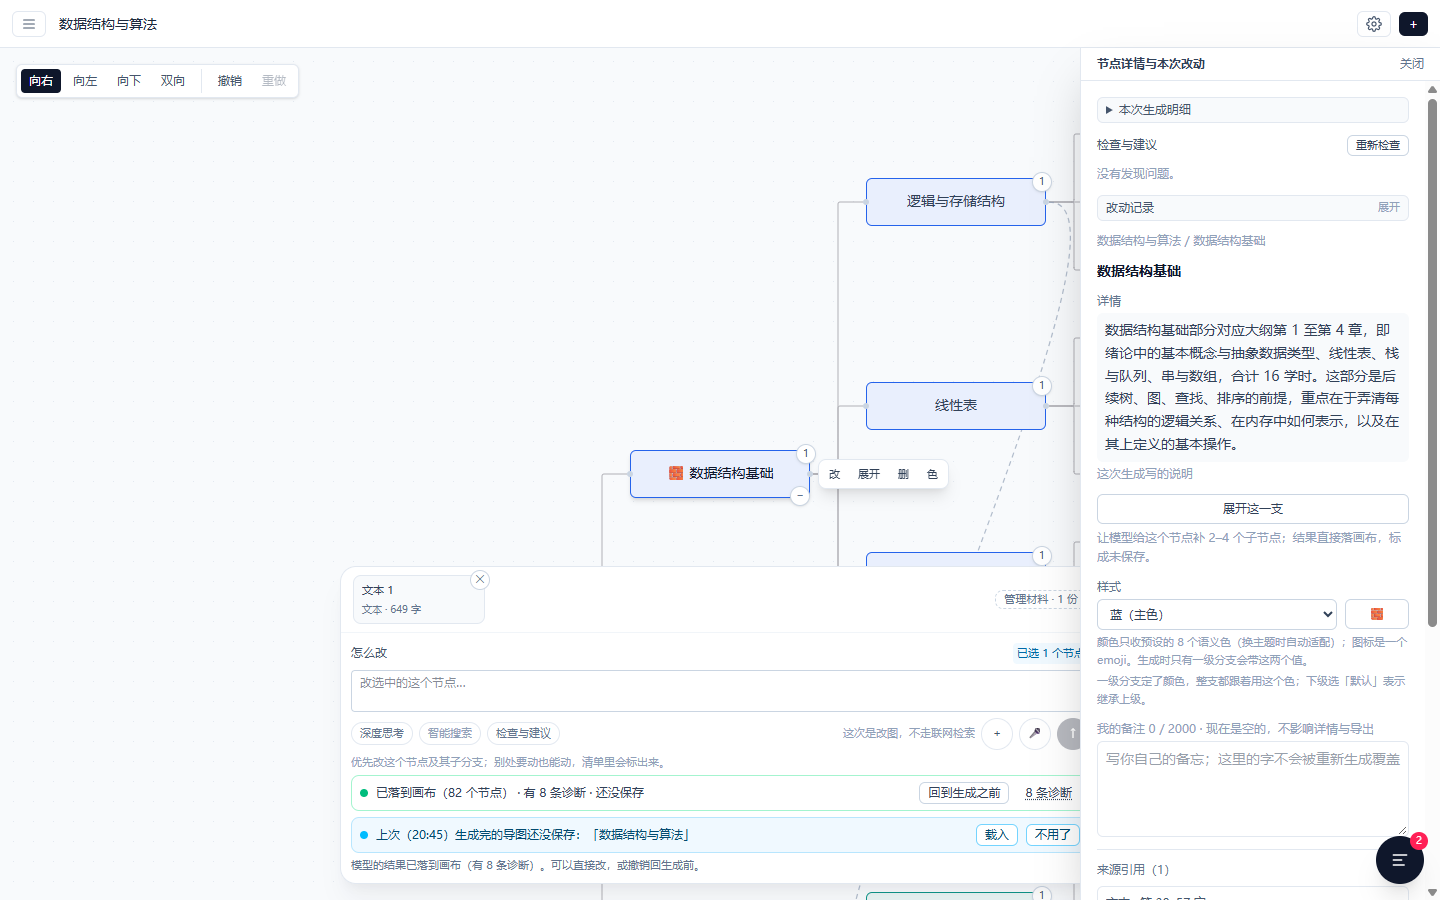 数据结构与算法
+
向右 向左 向下 双向 撤销 重做
逻辑与存储结构
1
线性表
1
🧱 数据结构基础
1
−
改 展开 删 色
1
1
文本 1
文本 · 649 字
管理材料 · 1 份
怎么改
已选 1 个节点
改选中的这个节点...
深度思考 智能搜索 检查与建议
这次是改图，不走联网检索
+
优先改这个节点及其子分支；别处要动也能动，清单里会标出来。
已落到画布（82 个节点） · 有 8 条诊断 · 还没保存
回到生成之前
8 条诊断
上次（20:45）生成完的导图还没保存：「数据结构与算法」
载入 不用了
模型的结果已落到画布（有 8 条诊断）。可以直接改，或撤销回生成前。
节点详情与本次改动
关闭
▶ 本次生成明细
检查与建议
重新检查
没有发现问题。
改动记录
展开
数据结构与算法 / 数据结构基础
数据结构基础
详情
数据结构基础部分对应大纲第 1 至第 4 章，即
绪论中的基本概念与抽象数据类型、线性表、栈
与队列、串与数组，合计 16 学时。这部分是后
续树、图、查找、排序的前提，重点在于弄清每
种结构的逻辑关系、在内存中如何表示，以及在
其上定义的基本操作。
这次生成写的说明
展开这一支
让模型给这个节点补 2–4 个子节点；结果直接落画布，标
成未保存。
样式
蓝（主色）
🧱
颜色只收预设的 8 个语义色（换主题时自动适配）；图标是一个
emoji。生成时只有一级分支会带这两个值。
一级分支定了颜色，整支都跟着用这个色；下级选「默认」表示
继承上级。
我的备注 0 / 2000 · 现在是空的，不影响详情与导出
写你自己的备忘；这里的字不会被重新生成覆盖
2
来源引用（1）